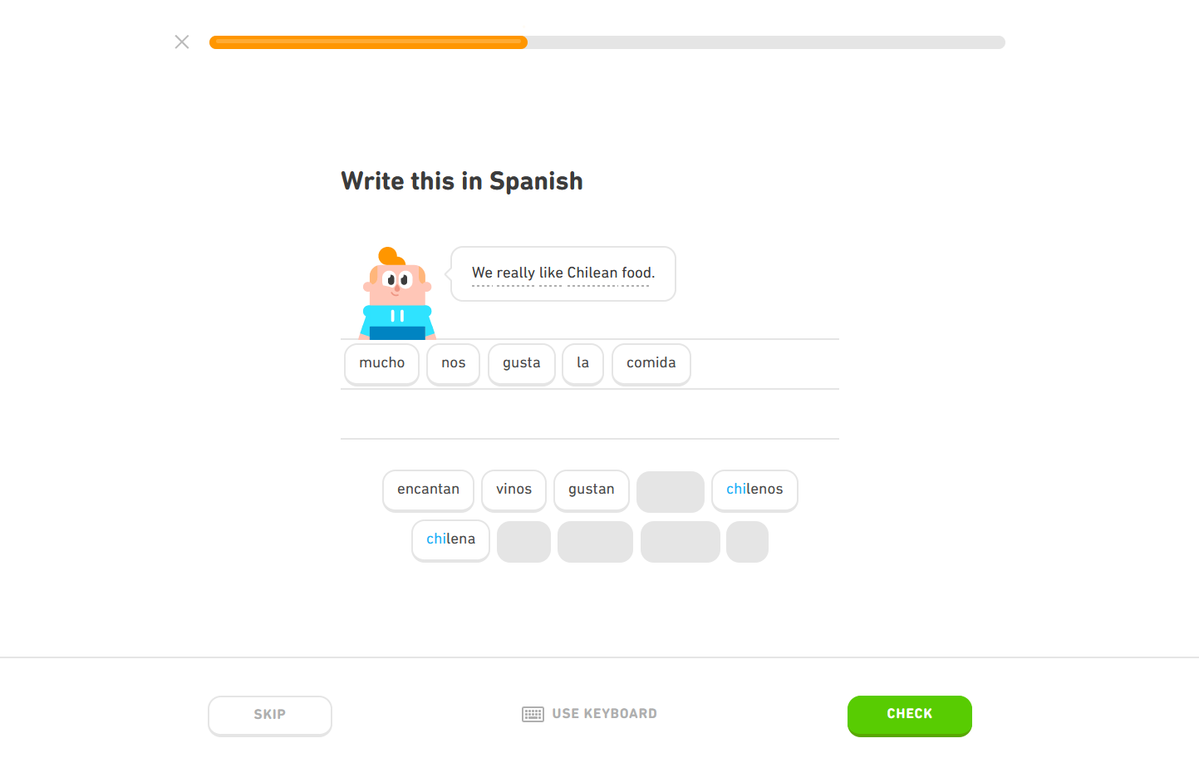 Write this in Spanish
We really like Chilean food.
mucho nos gusta la comida
encantan vinos gustan chilenos
chilena
SKIP USE KEYBOARD CHECK